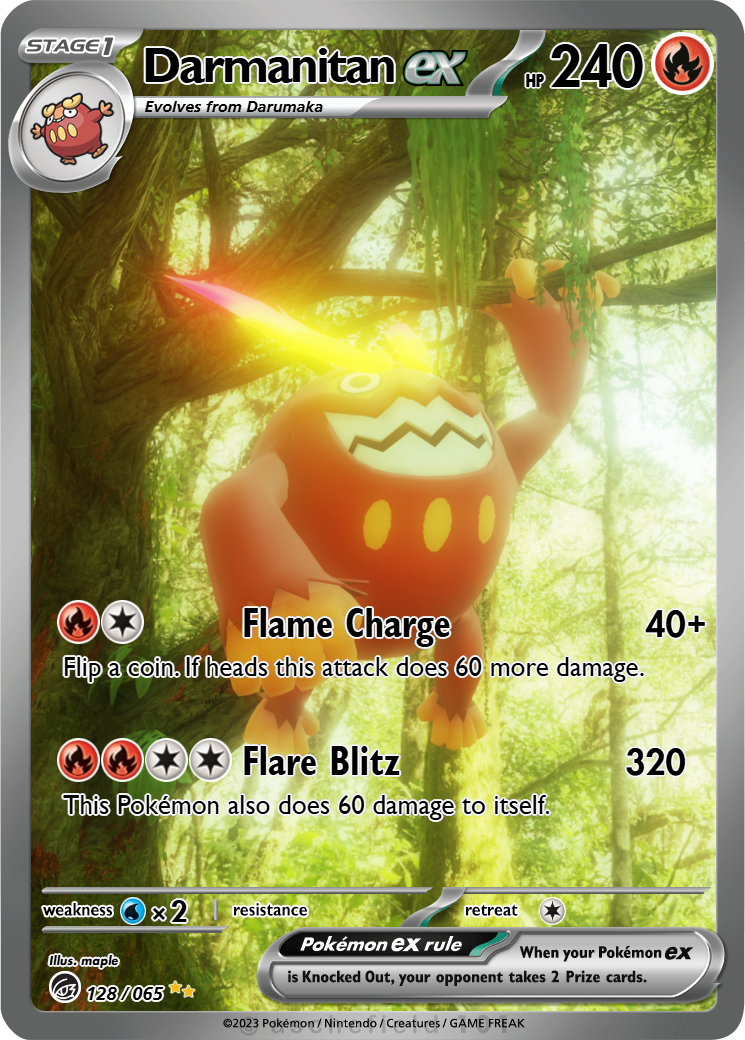 STAGE1
Darmanitan ex HP 240
Evolves from Darumaka
Flame Charge 40+
Flip a coin. If heads this attack does 60 more damage.
Flare Blitz 320
This Pokémon also does 60 damage to itself.
weakness ×2 resistance retreat
Pokémon ex rule When your Pokémon ex
is Knocked Out, your opponent takes 2 Prize cards.
Illus. maple
128/065
©2023 Pokémon / Nintendo / Creatures / GAME FREAK